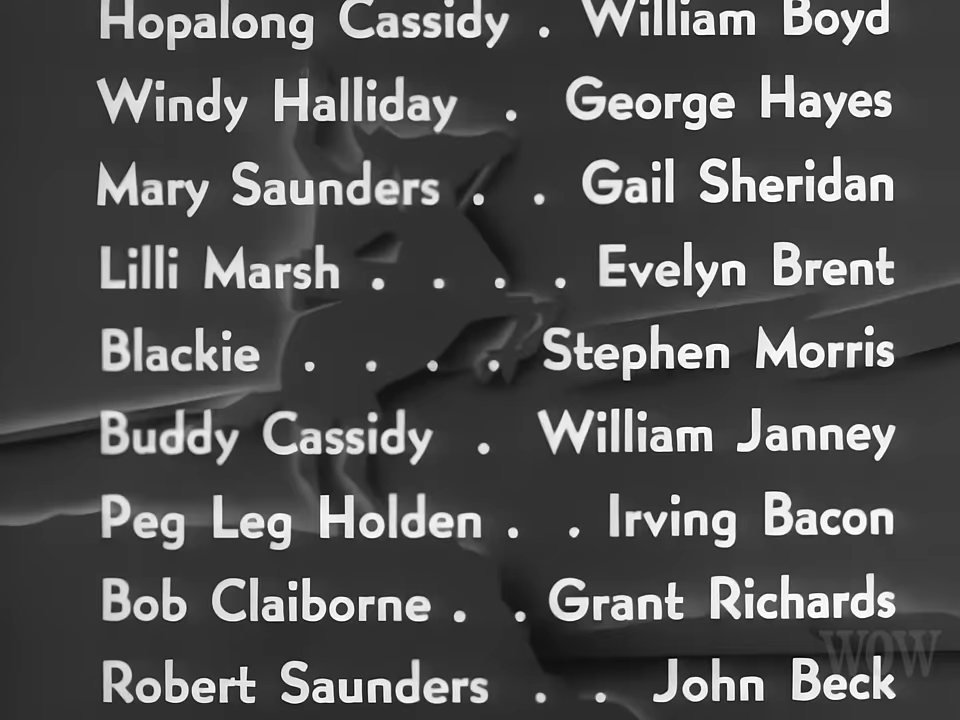 Hopalong Cassidy . William Boyd
Windy Halliday . George Hayes
Mary Saunders . . Gail Sheridan
Lilli Marsh . . . . Evelyn Brent
Blackie . . . . Stephen Morris
Buddy Cassidy . William Janney
Peg Leg Holden . . Irving Bacon
Bob Claiborne . . Grant Richards
WOW
Robert Saunders . . John Beck